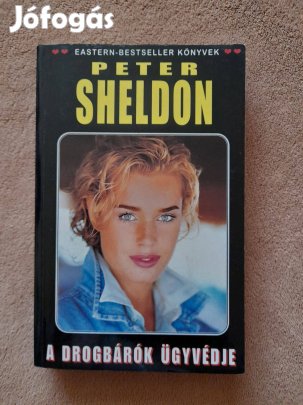 Jófogás
EASTERN-BESTSELLER KÖNYVEK
PETER
SHELDON
A DROGBÁRÓK ÜGYVÉDJE